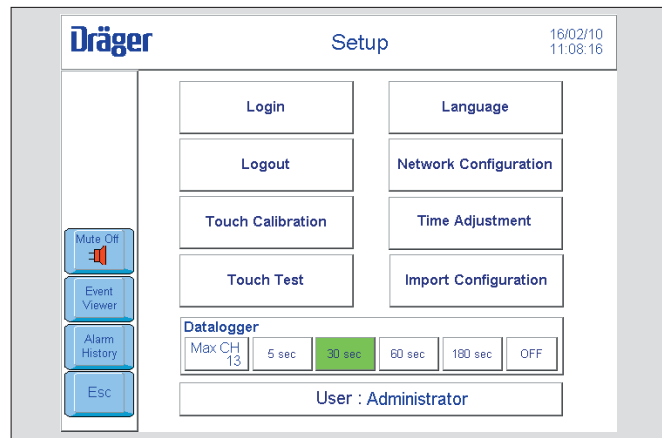 Dräger
Setup
16/02/10
11:08:16
Login
Language
Logout
Network Configuration
Touch Calibration
Time Adjustment
Touch Test
Import Configuration
Mute Off
Event
Viewer
Alarm
History
Esc
Datalogger
Max CH
13
5 sec
30 sec
60 sec
180 sec
OFF
User : Administrator